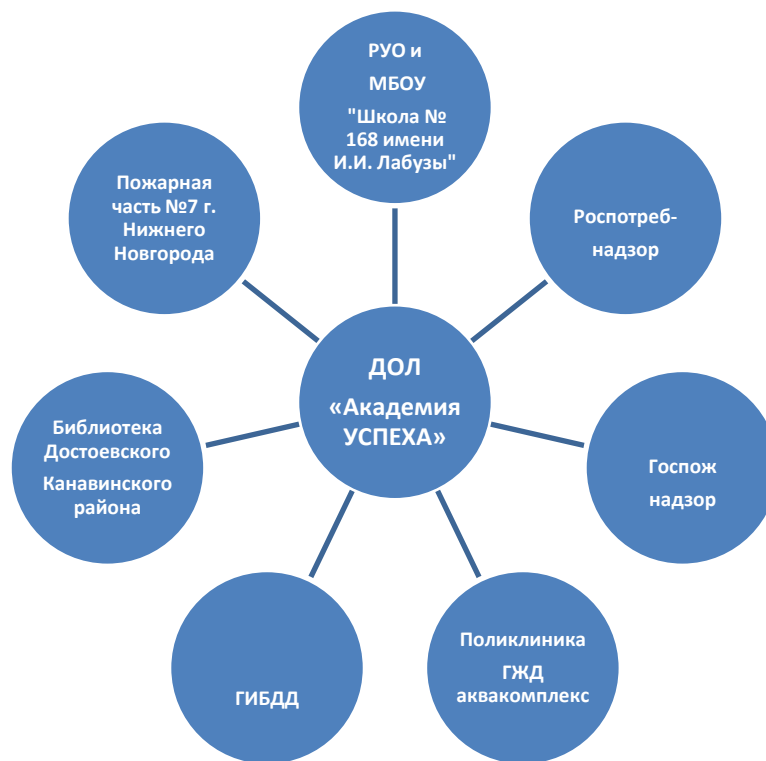 РУО и
МБОУ
"Школа №
168 имени
И.И. Лабузы"
Роспотреб-
надзор
Госпож
надзор
Поликлиника
ГЖД
аквакомплекс
ГИБДД
Библиотека
Достоевского
Канавинского
района
Пожарная
часть №7 г.
Нижнего
Новгорода
ДОЛ
«Академия
УСПЕХА»